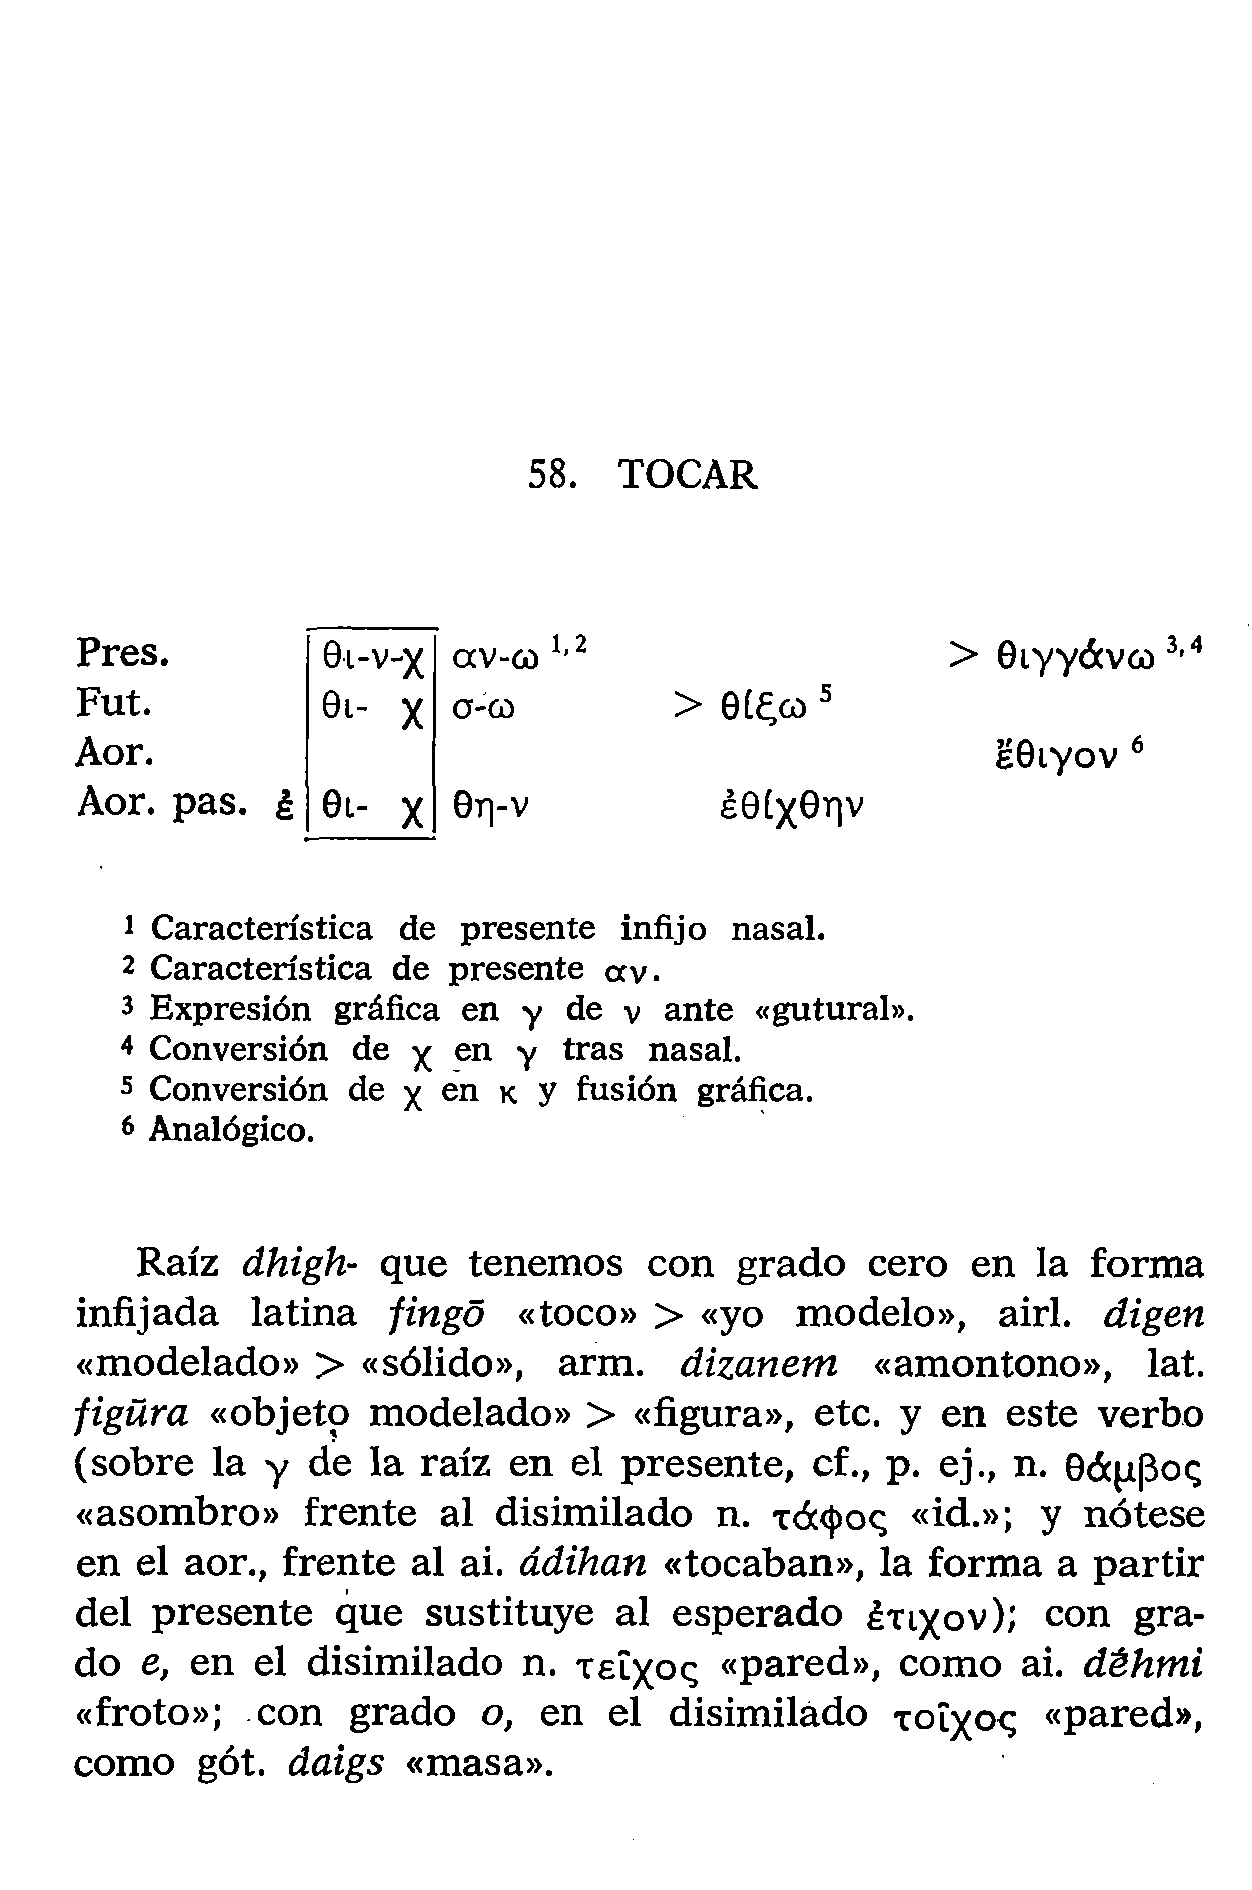 58. TOCAR
Pres. θι-ν-χ αν-ω 1,2 > θιγγάνω 3,4
Fut. θι- χ σ-ω > θίξω 5
Aor. ἔθιγον 6
Aor. pas. ἐ θι- χ θη-ν ἐθίχθην
1 Característica de presente infijo nasal.
2 Característica de presente αν.
3 Expresión gráfica en γ de ν ante «gutural».
4 Conversión de χ en γ tras nasal.
5 Conversión de χ en κ y fusión gráfica.
6 Analógico.
Raíz dhigh- que tenemos con grado cero en la forma
infijada latina fingō «toco» > «yo modelo», airl. digen
«modelado» > «sólido», arm. dizanem «amontono», lat.
figūra «objeto modelado» > «figura», etc. y en este verbo
(sobre la γ de la raíz en el presente, cf., p. ej., n. θάμβος
«asombro» frente al disimilado n. τάφος «id.»; y nótese
en el aor., frente al ai. ádihan «tocaban», la forma a partir
del presente que sustituye al esperado ἐτιχον); con gra-
do e, en el disimilado n. τεῖχος «pared», como ai. dḗhmi
«froto»; con grado o, en el disimilado τοῖχος «pared»,
como gót. daigs «masa».